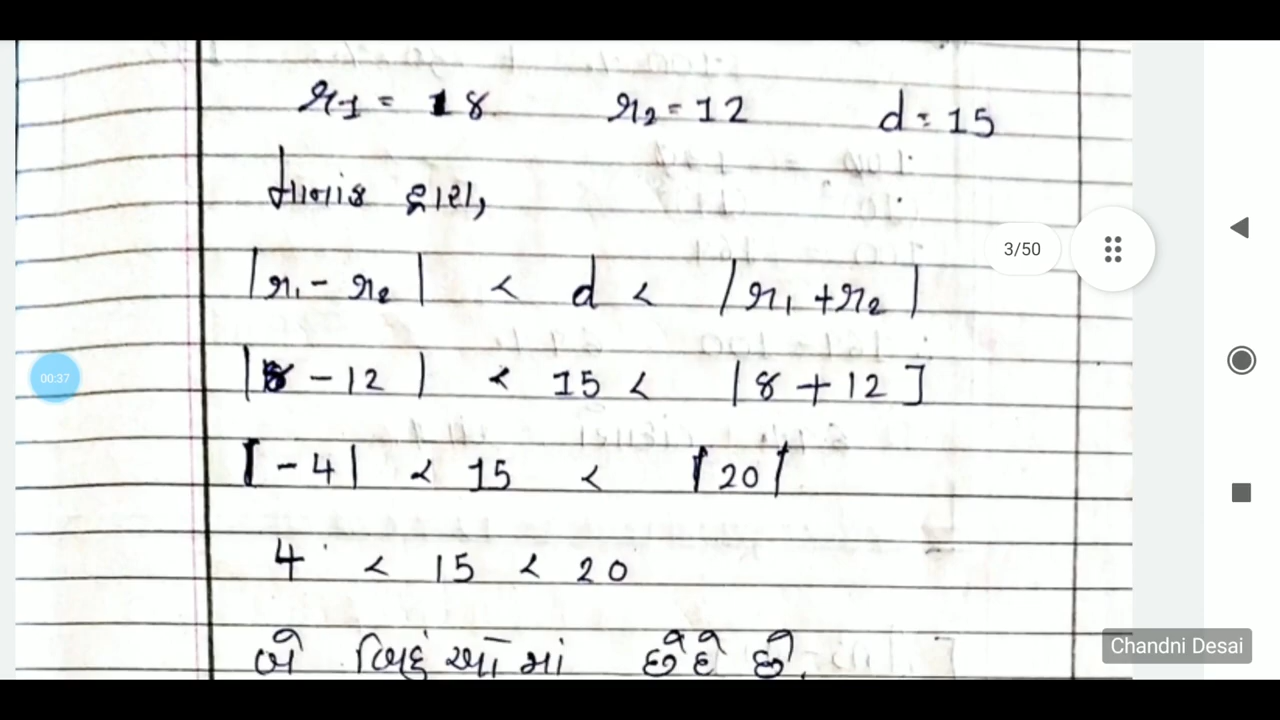 r₁ = 18 r₂ = 12 d = 15
માનાંક દ્વારા,
|r₁ - r₂| < d < |r₁ + r₂|
3/50
|8 - 12| < 15 < |8 + 12]
00:37
|- 4| < 15 < |20|
4 < 15 < 20
બે બિંદુઓ માં છેદે છે.
Chandni Desai